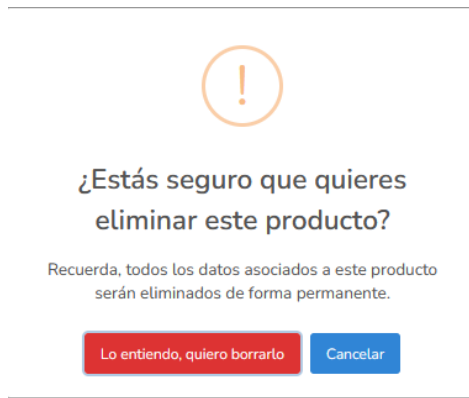 !
¿Estás seguro que quieres
eliminar este producto?
Recuerda, todos los datos asociados a este producto
serán eliminados de forma permanente.
Lo entiendo, quiero borrarlo
Cancelar